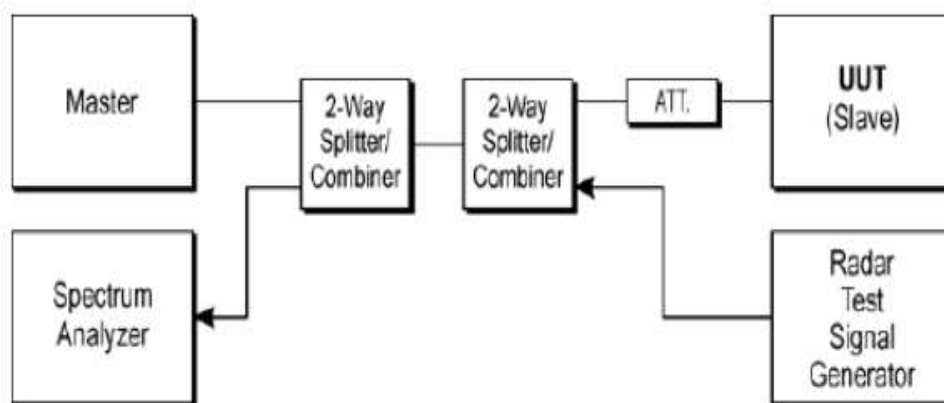 Master
2-Way
Splitter/
Combiner
2-Way
Splitter/
Combiner
ATT.
UUT
(Slave)
Spectrum
Analyzer
Radar
Test
Signal
Generator